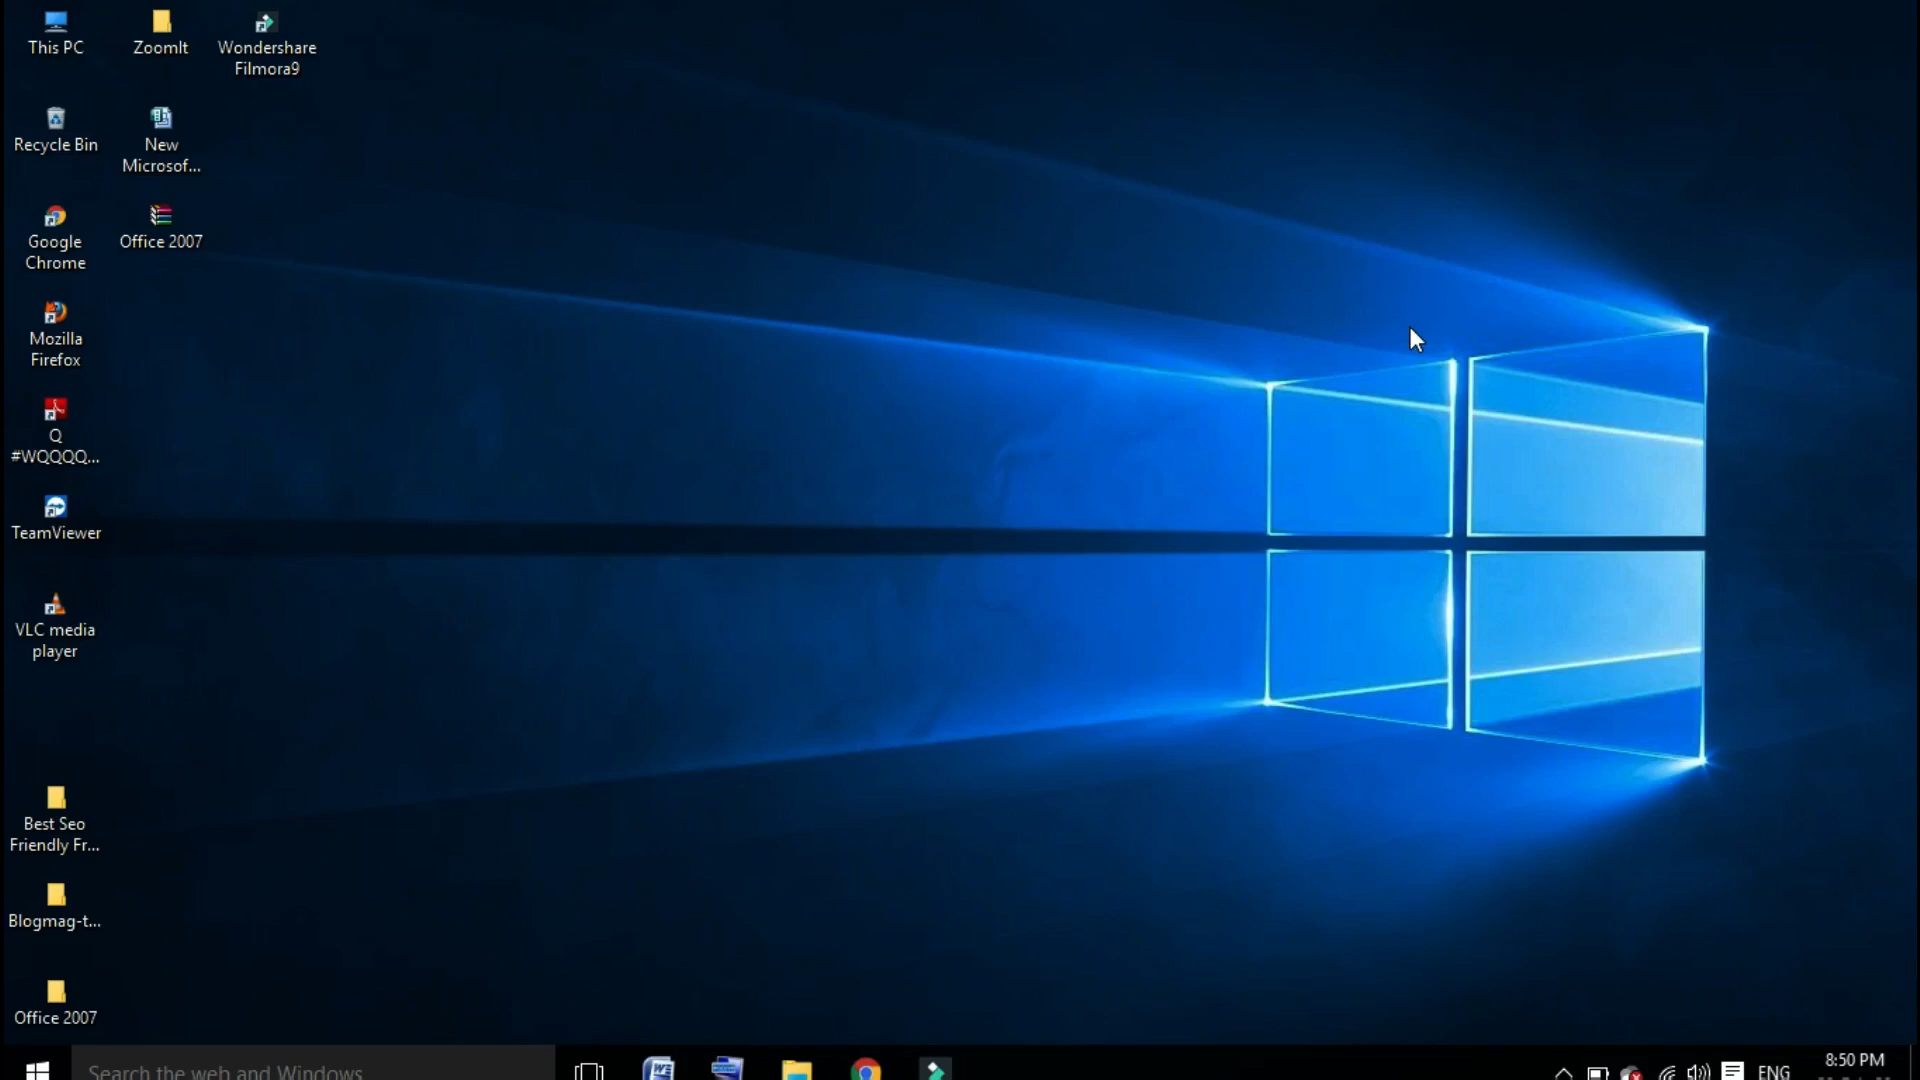 This PC
ZoomIt
Wondershare
Filmora9
Recycle Bin
New
Microsof...
Google
Chrome
Office 2007
Mozilla
Firefox
Q
#WQQQQ...
TeamViewer
VLC media
player
Best Seo
Friendly Fr...
Blogmag-t...
Office 2007
Search the web and Windows
ENG
8:50 PM